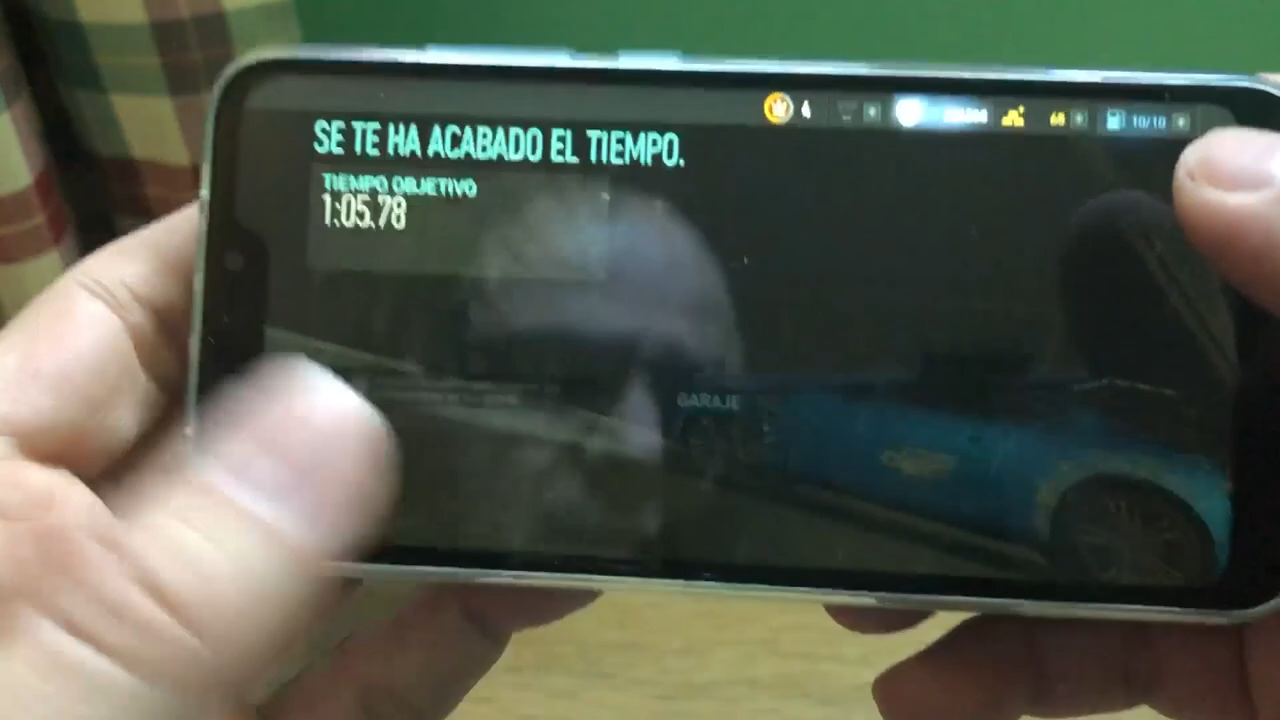 4
68
10/10
SE TE HA ACABADO EL TIEMPO.
TIEMPO OBJETIVO
1:05.78
GARAJE